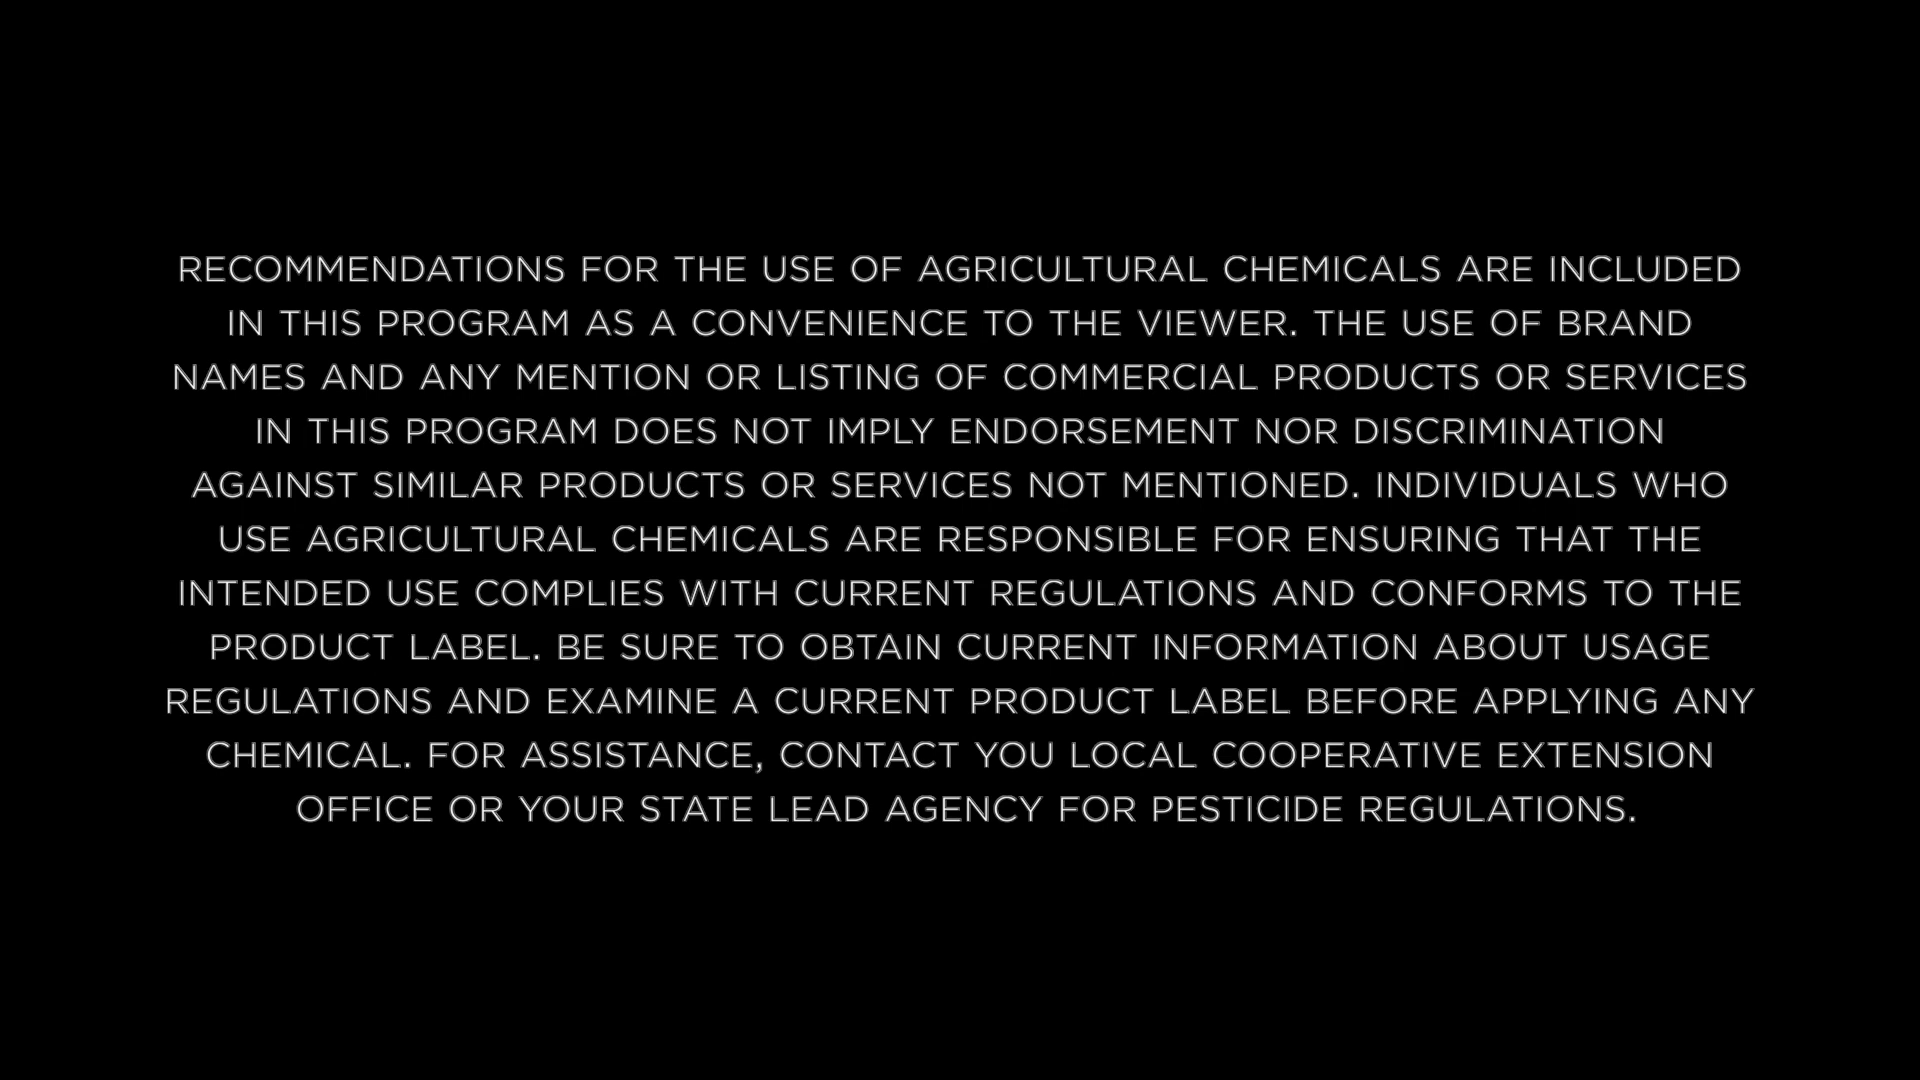 RECOMMENDATIONS FOR THE USE OF AGRICULTURAL CHEMICALS ARE INCLUDED
IN THIS PROGRAM AS A CONVENIENCE TO THE VIEWER. THE USE OF BRAND
NAMES AND ANY MENTION OR LISTING OF COMMERCIAL PRODUCTS OR SERVICES
IN THIS PROGRAM DOES NOT IMPLY ENDORSEMENT NOR DISCRIMINATION
AGAINST SIMILAR PRODUCTS OR SERVICES NOT MENTIONED. INDIVIDUALS WHO
USE AGRICULTURAL CHEMICALS ARE RESPONSIBLE FOR ENSURING THAT THE
INTENDED USE COMPLIES WITH CURRENT REGULATIONS AND CONFORMS TO THE
PRODUCT LABEL. BE SURE TO OBTAIN CURRENT INFORMATION ABOUT USAGE
REGULATIONS AND EXAMINE A CURRENT PRODUCT LABEL BEFORE APPLYING ANY
CHEMICAL. FOR ASSISTANCE, CONTACT YOU LOCAL COOPERATIVE EXTENSION
OFFICE OR YOUR STATE LEAD AGENCY FOR PESTICIDE REGULATIONS.